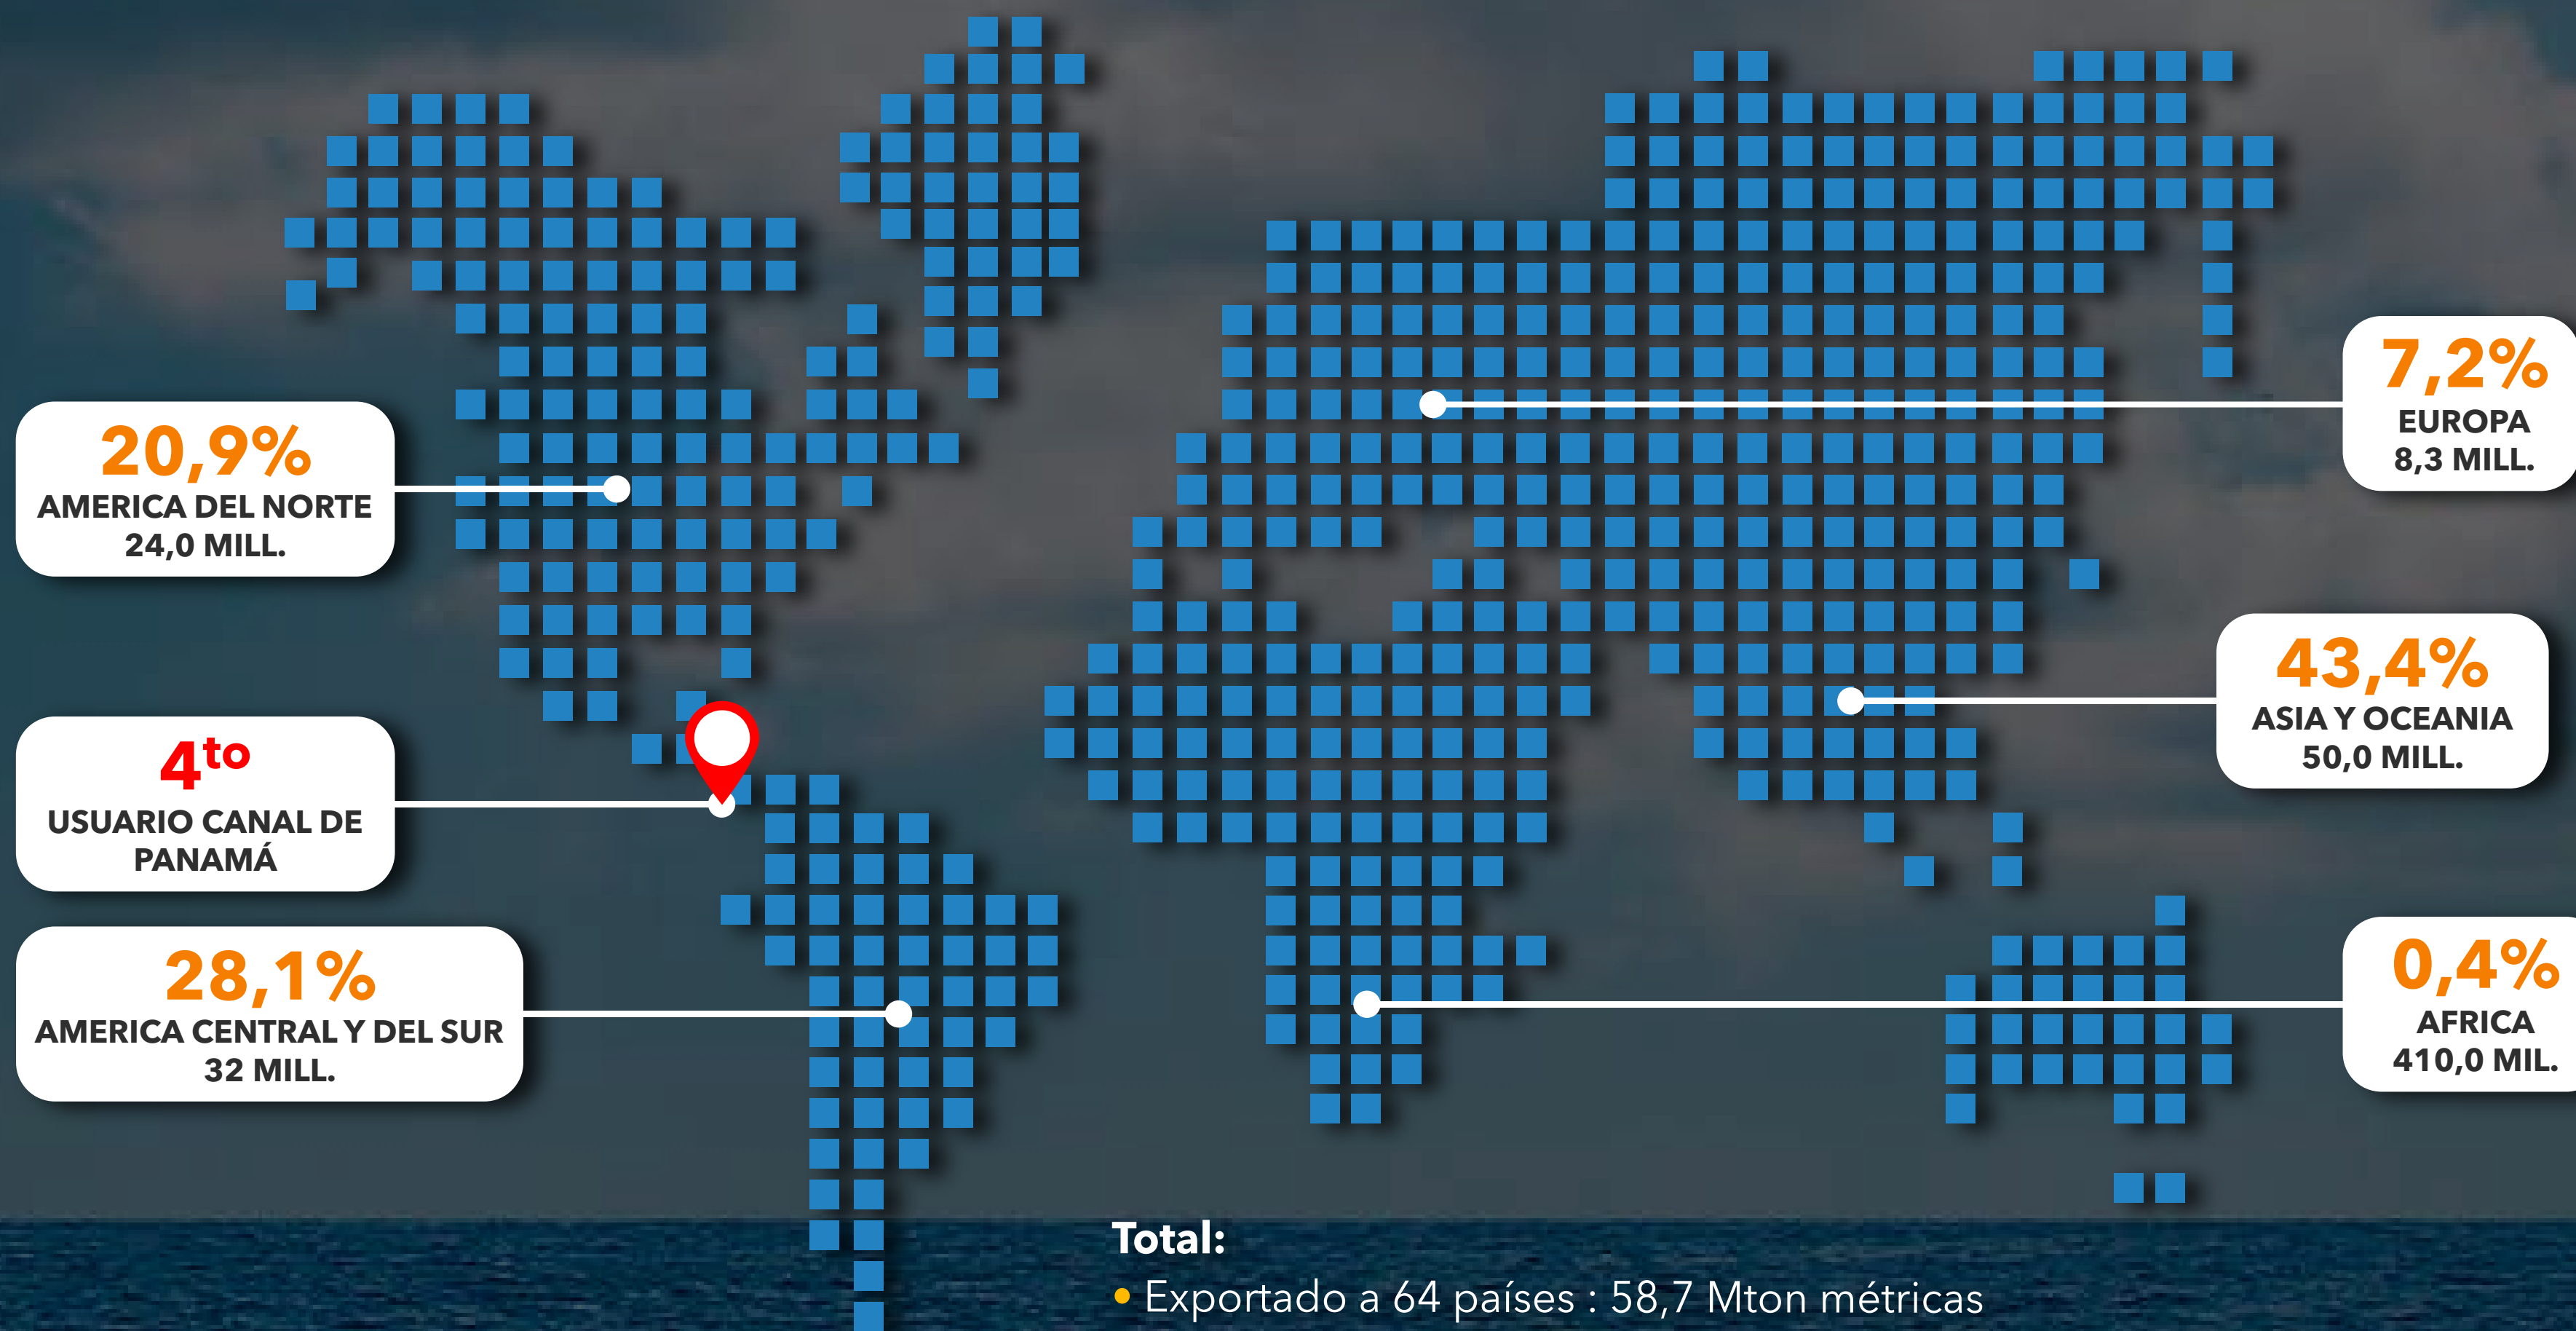 20,9%
AMERICA DEL NORTE
24,0 MILL.
4to
USUARIO CANAL DE
PANAMÁ
28,1%
AMERICA CENTRAL Y DEL SUR
32 MILL.
7,2%
EUROPA
8,3 MILL.
43,4%
ASIA Y OCEANIA
50,0 MILL.
0,4%
AFRICA
410,0 MIL.
Total:
• Exportado a 64 países : 58,7 Mton métricas